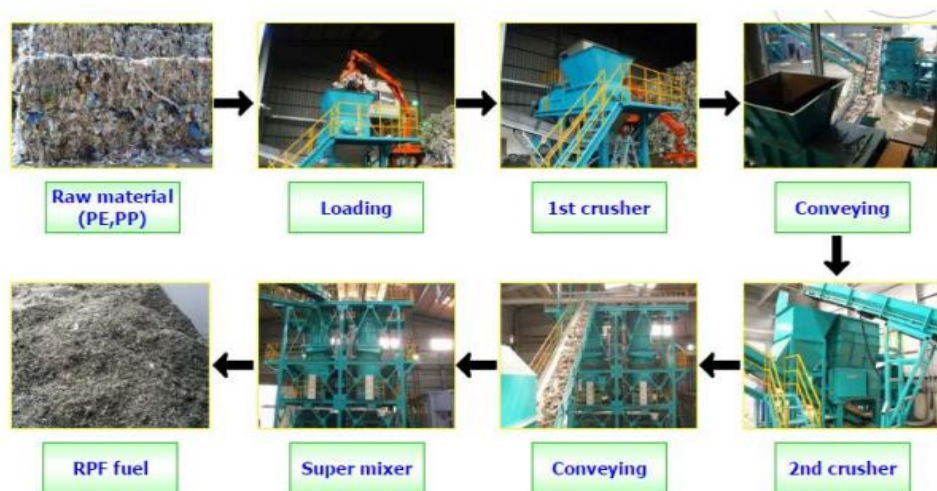 Raw material
(PE,PP)
Loading
1st crusher
Conveying
RPF fuel
Super mixer
Conveying
2nd crusher